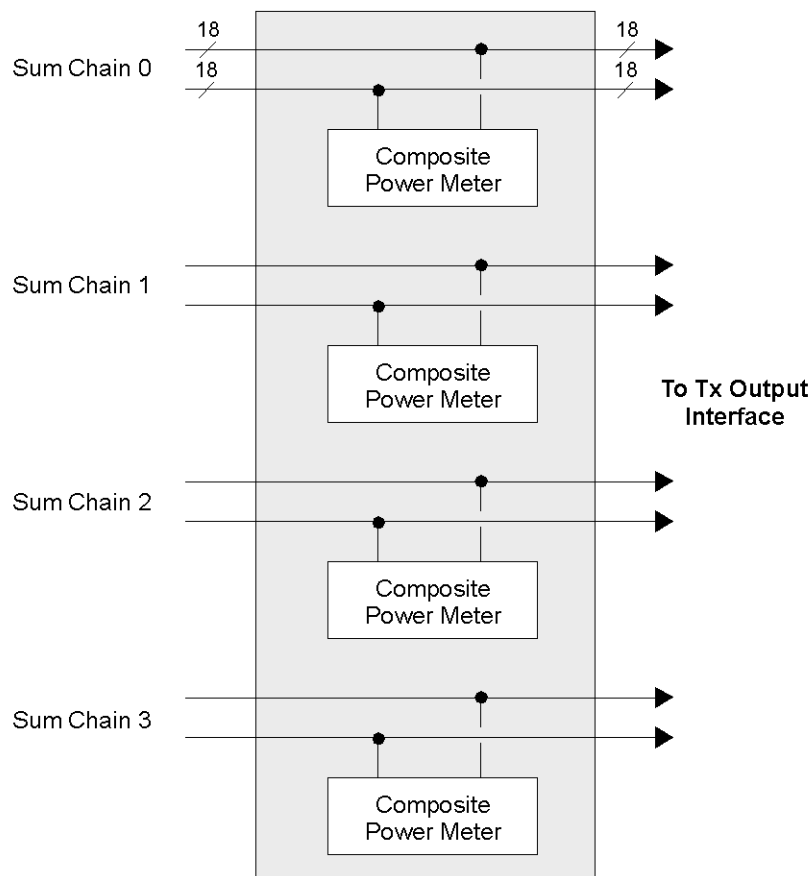 18
18
Sum Chain 0
18
18
Composite
Power Meter
Sum Chain 1
Composite
Power Meter
To Tx Output
Interface
Sum Chain 2
Composite
Power Meter
Sum Chain 3
Composite
Power Meter